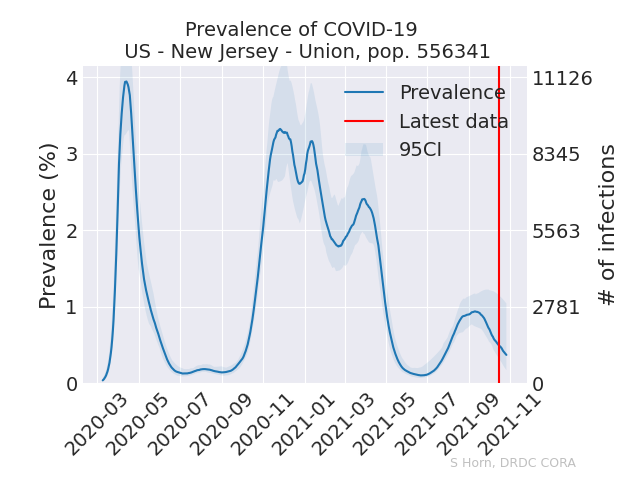 Prevalence of COVID-19
US - New Jersey - Union, pop. 556341
Prevalence
Latest data
95CI
Prevalence (%)
4
3
2
1
0
11126
8345
5563
2781
0
# of infections
2020-03
2020-05
2020-07
2020-09
2020-11
2021-01
2021-03
2021-05
2021-07
2021-09
2021-11
S Horn, DRDC CORA